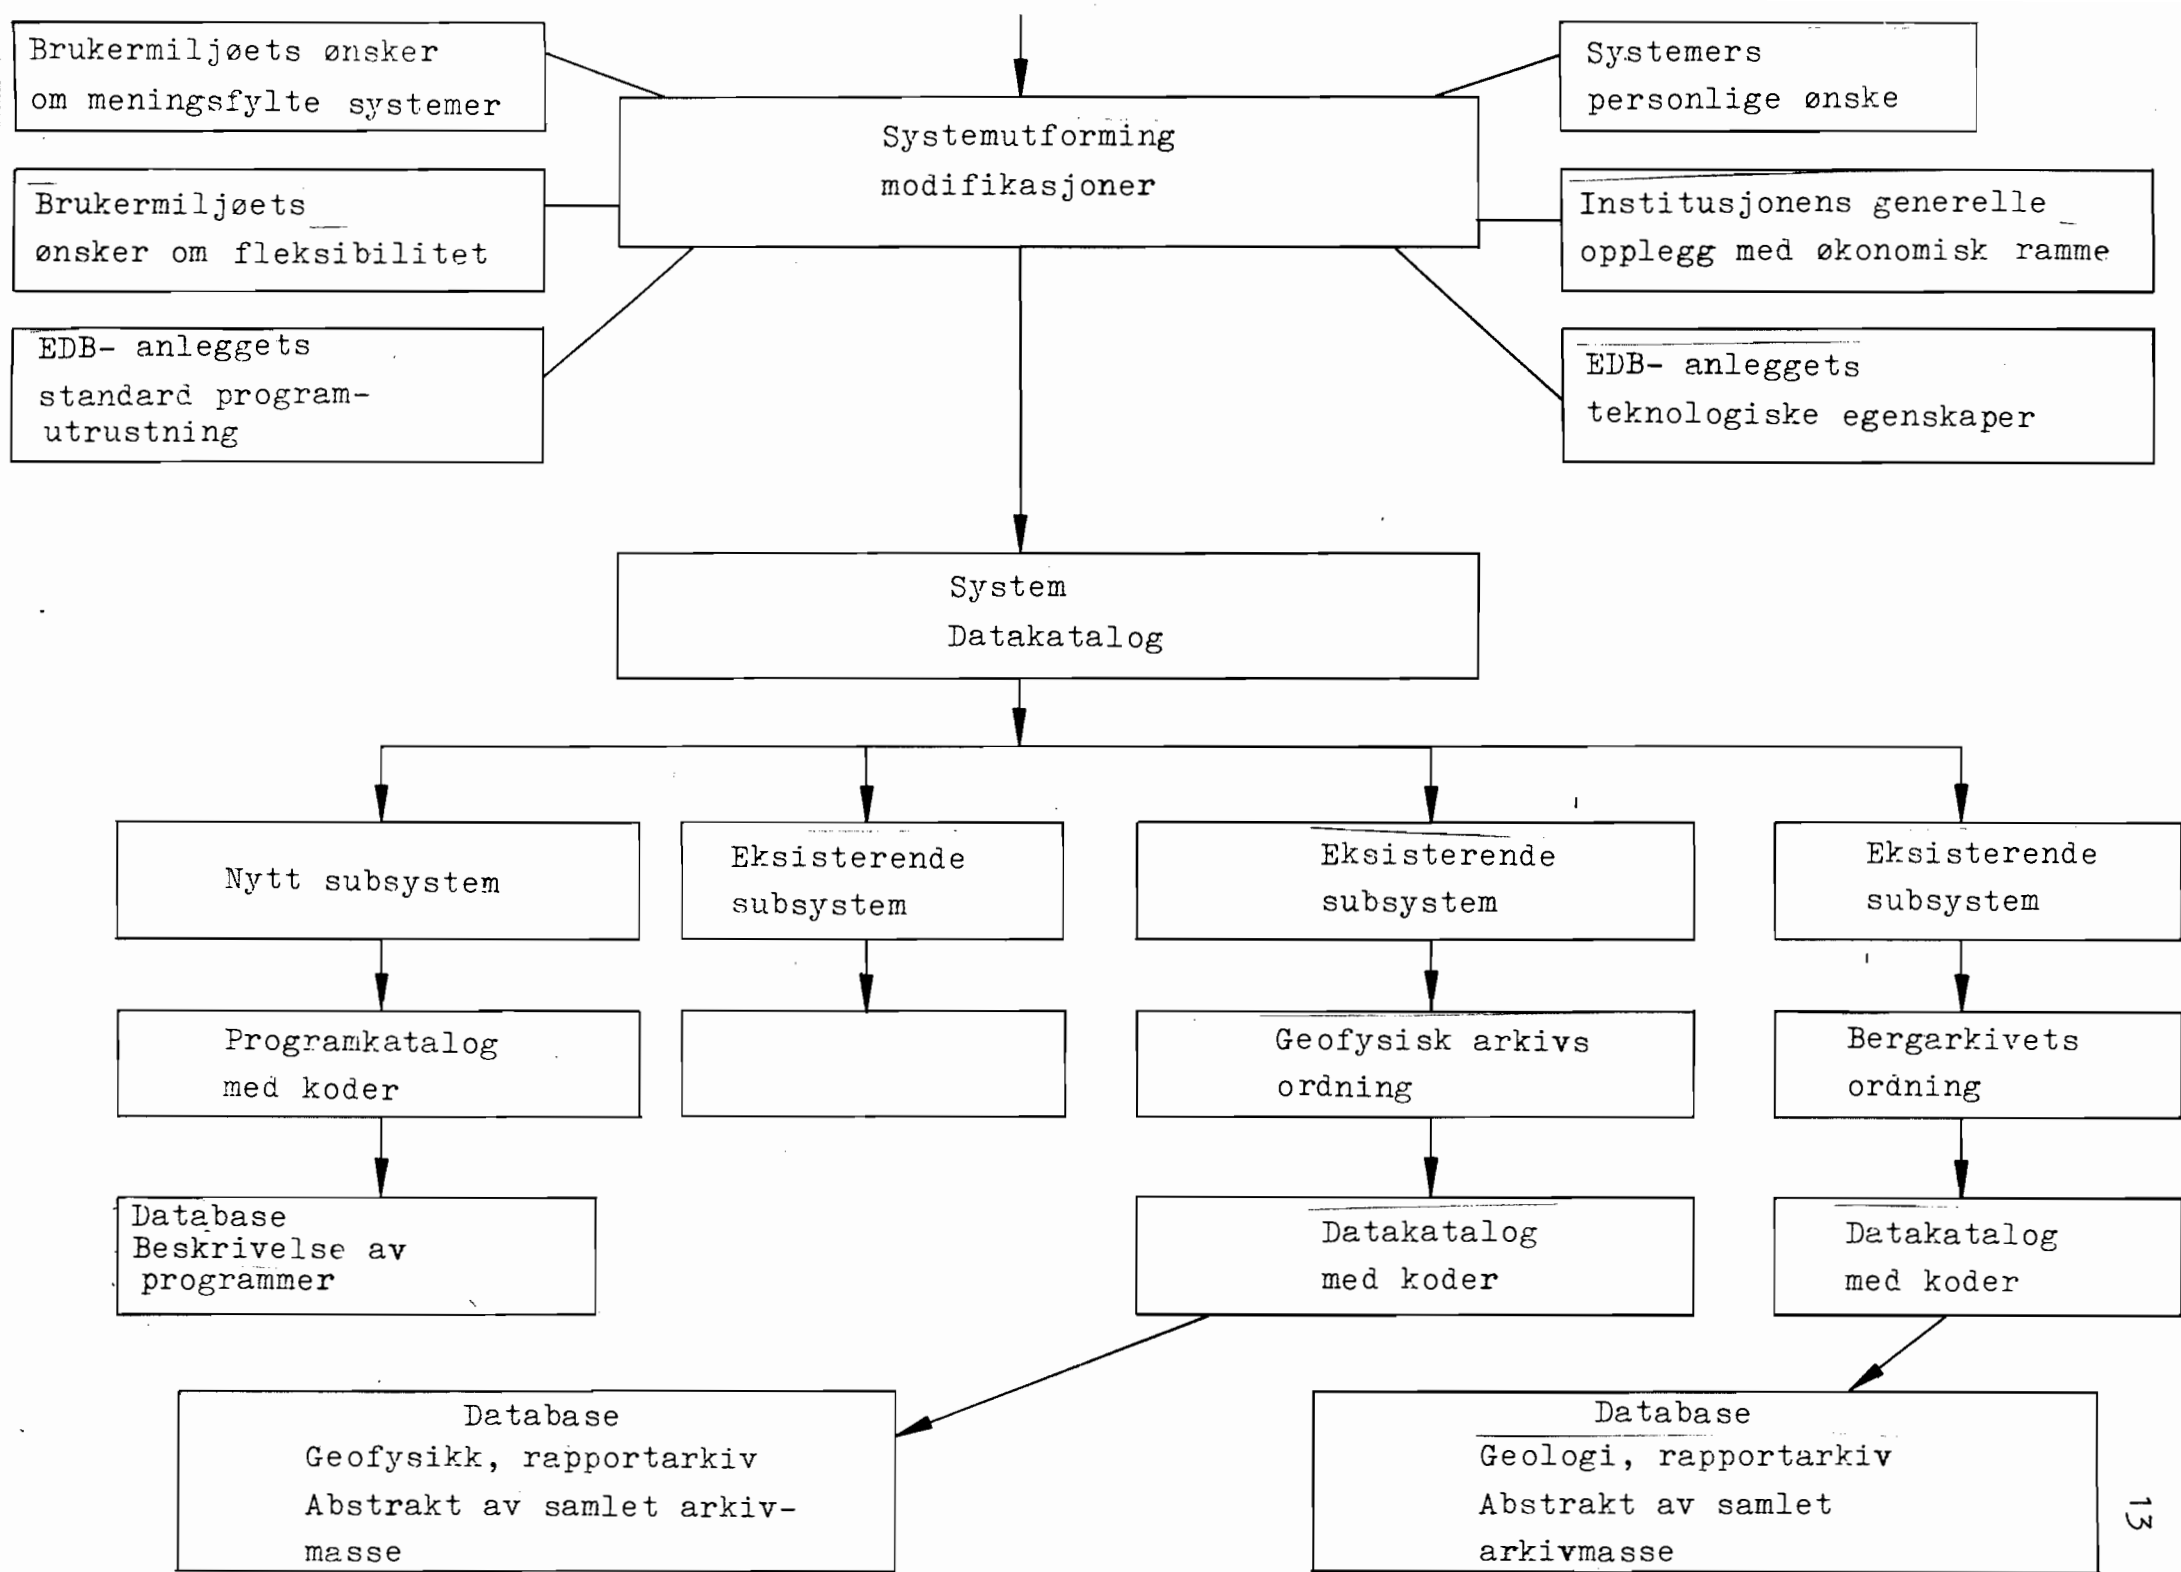 Brukermiljøets ønsker
om meningsfylte systemer
Systemutforming
modifikasjoner
Systemers
personlige ønske
Brukermiljøets
ønsker om fleksibilitet
Institusjonens generelle
opplegg med økonomisk ramme
EDB- anleggets
standard program-
utrustning
EDB- anleggets
teknologiske egenskaper
System
Datakatalog
Nytt subsystem
Eksisterende
subsystem
Eksisterende
subsystem
Eksisterende
subsystem
Programkatalog
med koder
Geofysisk arkivs
ordning
Bergarkivets
ordning
Database
Beskrivelse av
programmer
Datakatalog
med koder
Datakatalog
med koder
Database
Geofysikk, rapportarkiv
Abstrakt av samlet arkiv-
masse
Database
Geologi, rapportarkiv
Abstrakt av samlet
arkivmasse
13